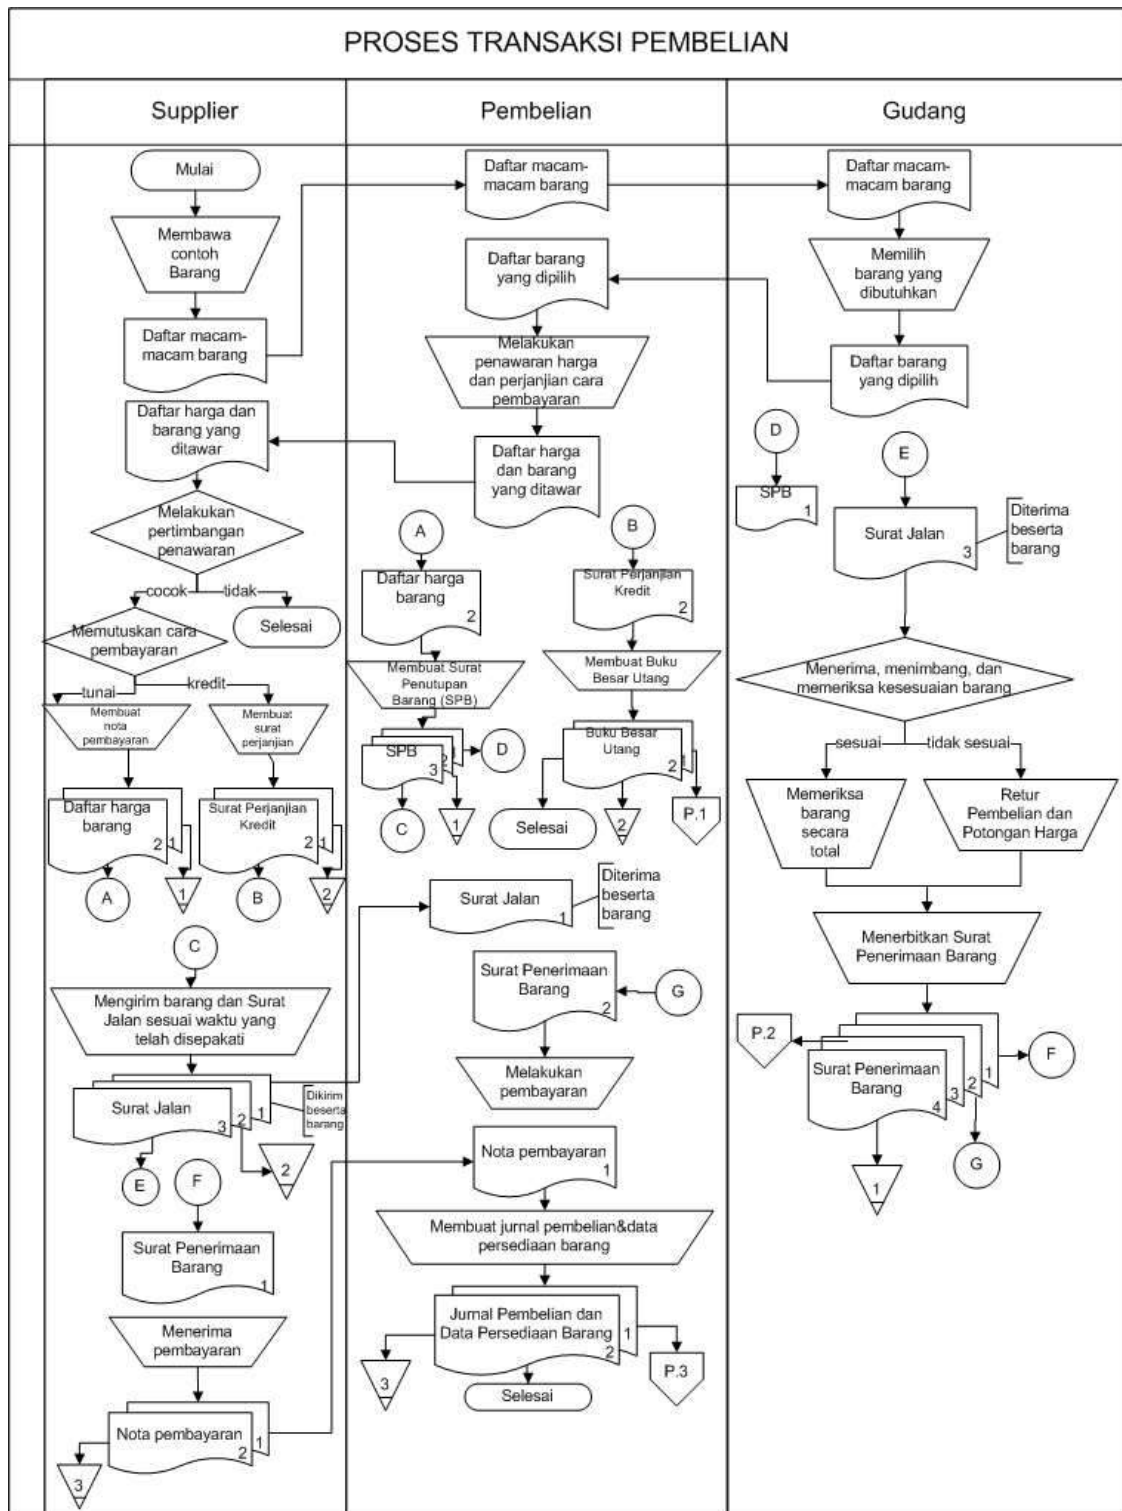 PROSES TRANSAKSI PEMBELIAN
Supplier
Pembelian
Gudang
Mulai
Membawa
contoh
Barang
Daftar macam-
macam barang
Daftar harga dan
barang yang
ditawar
Melakukan
pertimbangan
penawaran
cocok
tidak
Memutuskan cara
pembayaran
Selesai
tunai
kredit
Membuat
nota
pembayaran
Membuat
surat
perjanjian
Daftar harga
barang
2
1
Surat Perjanjian
Kredit
2
1
A
1
B
2
C
Mengirim barang dan Surat
Jalan sesuai waktu yang
telah disepakati
Surat Jalan
3
2
1
Dikirim
beserta
barang
E
F
2
Surat Penerimaan
Barang
1
Menerima
pembayaran
Nota pembayaran
2
1
3
Daftar macam-
macam barang
Daftar barang
yang dipilih
Melakukan
penawaran harga
dan perjanjian cara
pembayaran
Daftar harga
dan barang
yang ditawar
A
B
Daftar harga
barang
2
Surat Perjanjian
Kredit
2
Membuat Surat
Penutupan
Barang (SPB)
Membuat Buku
Besar Utang
SPB
3
2
1
D
Buku Besar
Utang
2
1
C
1
Selesai
2
P.1
Surat Jalan
1
Diterima
beserta
barang
Surat Penerimaan
Barang
2
G
Melakukan
pembayaran
Nota pembayaran
1
Membuat jurnal pembelian&data
persediaan barang
Jurnal Pembelian dan
Data Persediaan Barang
2
1
3
P.3
Selesai
Daftar macam-
macam barang
Memilih
barang yang
dibutuhkan
Daftar barang
yang dipilih
D
E
SPB
1
Surat Jalan
3
Diterima
beserta
barang
Menerima, menimbang, dan
memeriksa kesesuaian barang
sesuai
tidak sesuai
Memeriksa
barang
secara
total
Retur
Pembelian dan
Potongan Harga
Menerbitkan Surat
Penerimaan Barang
P.2
Surat Penerimaan
Barang
4
3
2
1
F
G
1